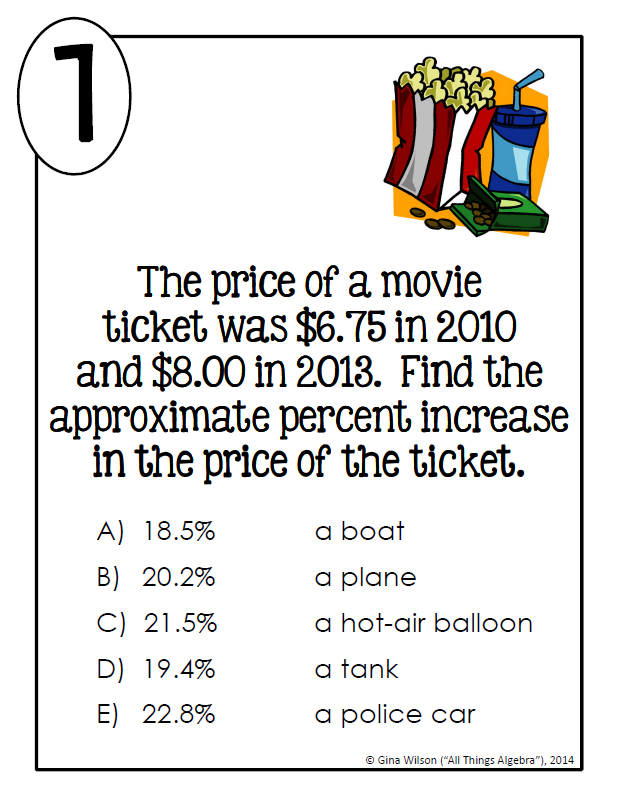 1
The price of a movie
ticket was $6.75 in 2010
and $8.00 in 2013. Find the
approximate percent increase
in the price of the ticket.
A) 18.5% a boat
B) 20.2% a plane
C) 21.5% a hot-air balloon
D) 19.4% a tank
E) 22.8% a police car
© Gina Wilson ("All Things Algebra"), 2014